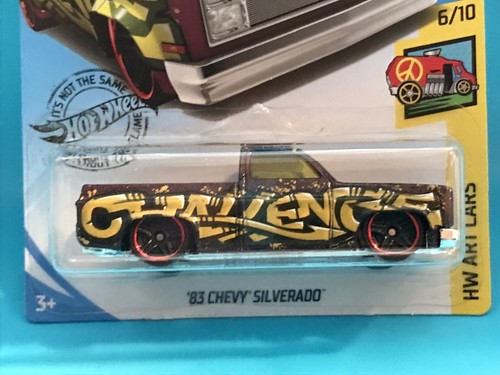 6/10
IT'S NOT THE SAME
Hot Wheels
CHALLENGE
HW ART CARS
3+
'83 CHEVY SILVERADO